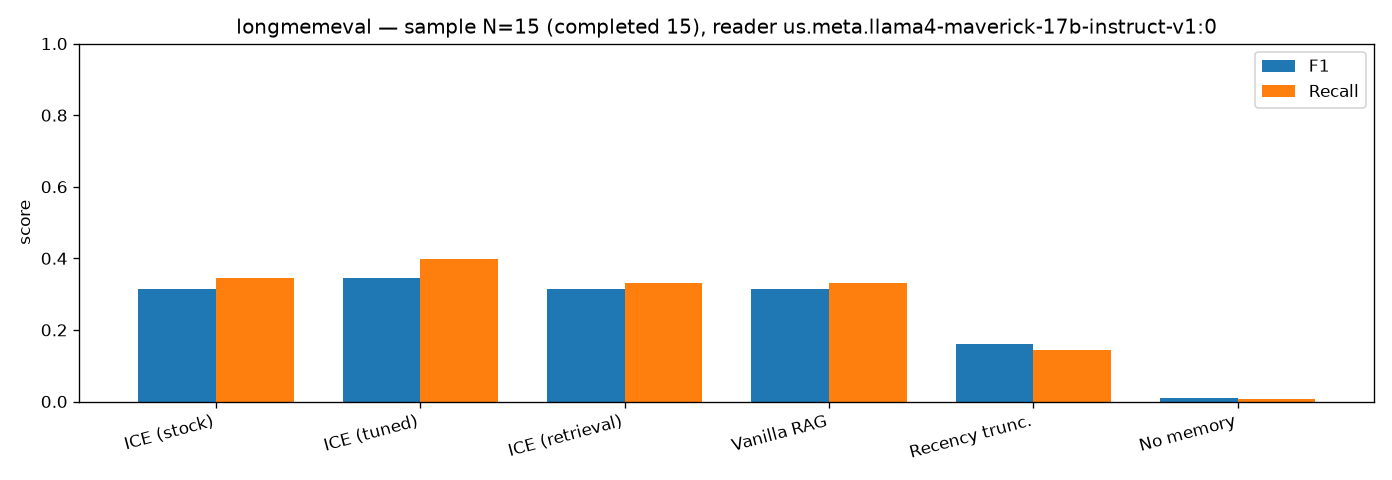 longmemeval — sample N=15 (completed 15), reader us.meta.llama4-maverick-17b-instruct-v1:0
F1
Recall
score
1.0
0.8
0.6
0.4
0.2
0.0
ICE (stock)
ICE (tuned)
ICE (retrieval)
Vanilla RAG
Recency trunc.
No memory